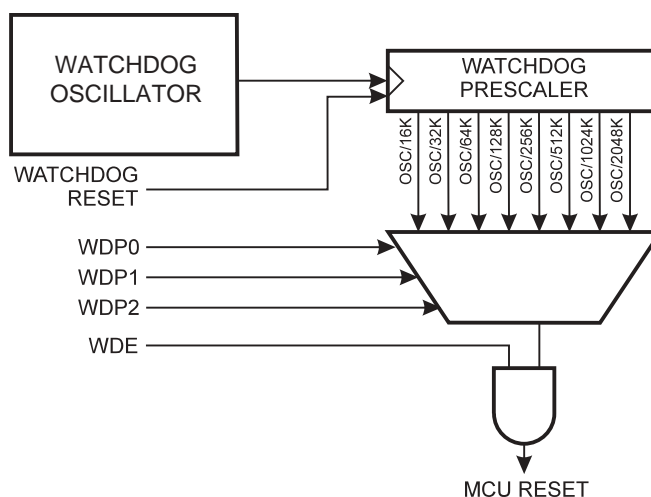 WATCHDOG
OSCILLATOR
WATCHDOG
PRESCALER
OSC/16K
OSC/32K
OSC/64K
OSC/128K
OSC/256K
OSC/512K
OSC/1024K
OSC/2048K
WATCHDOG
RESET
WDP0
WDP1
WDP2
WDE
MCU RESET